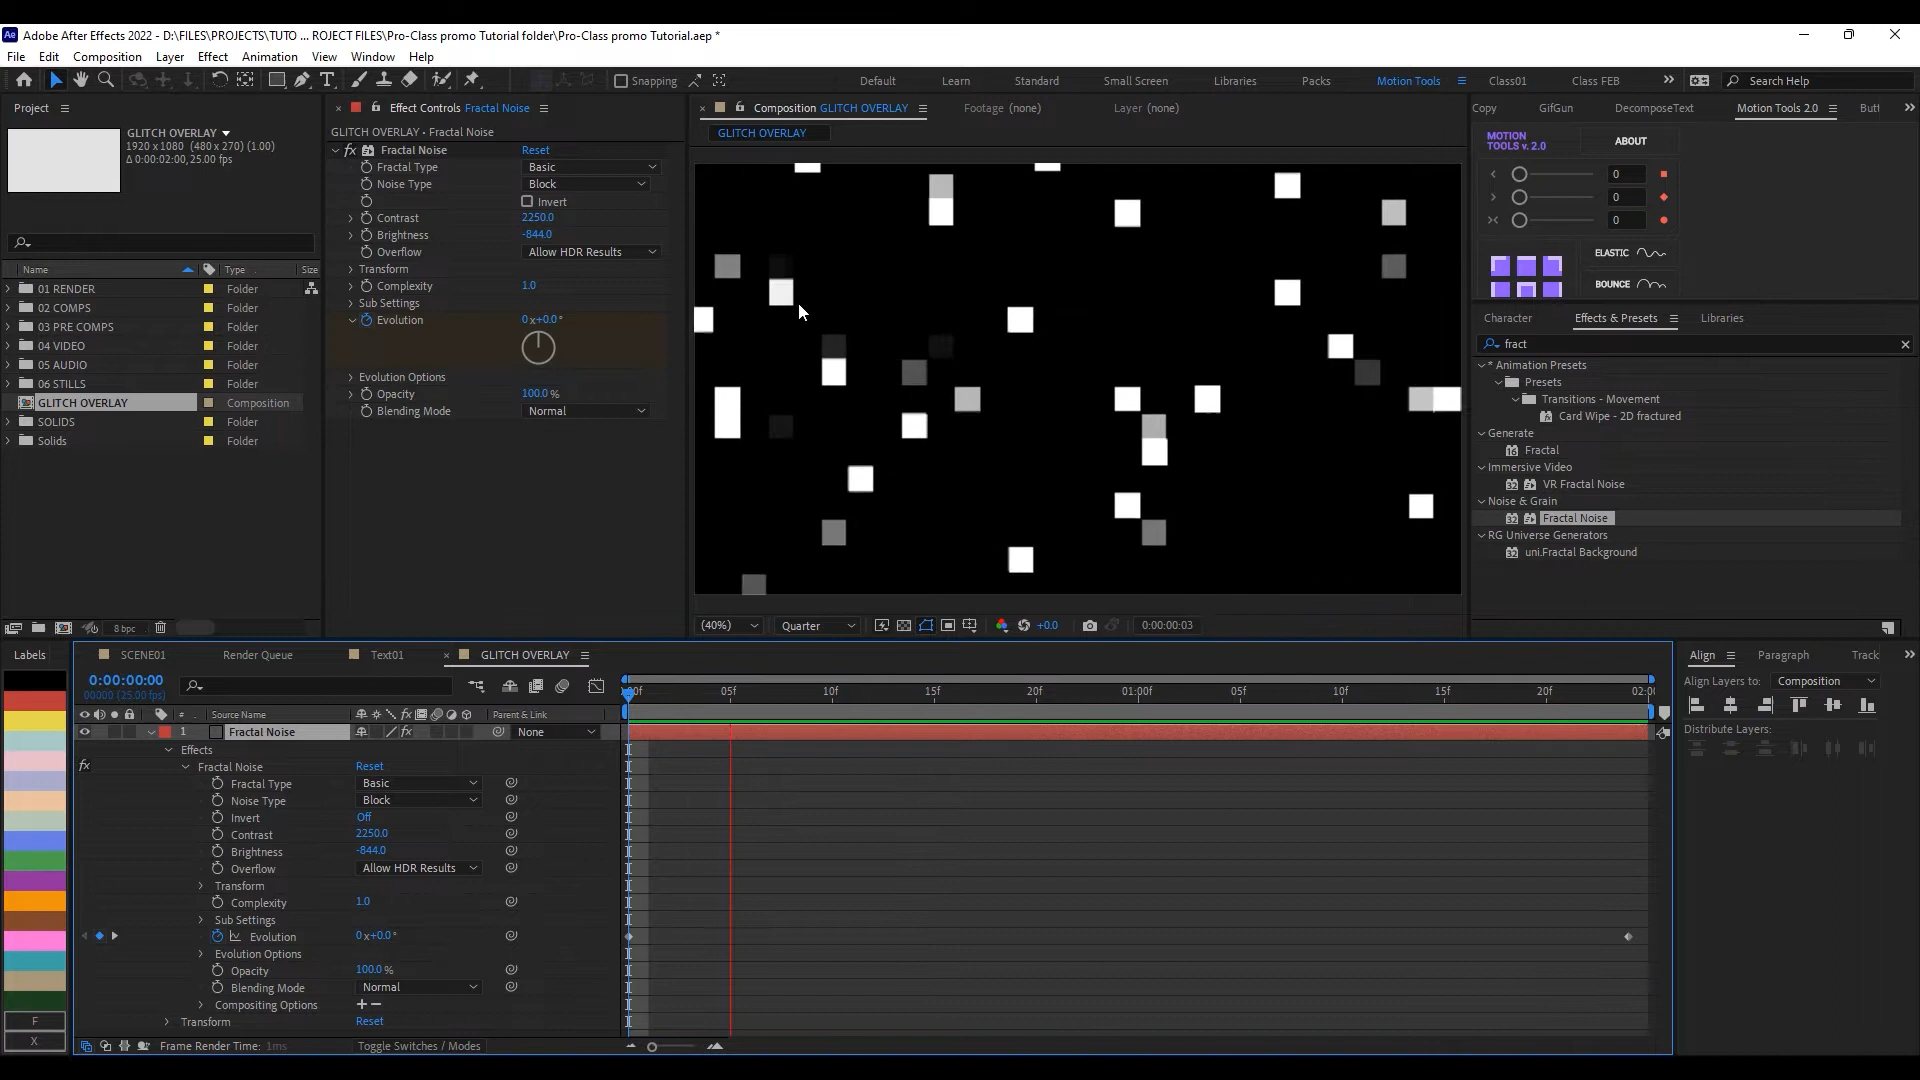 Adobe After Effects 2022 - D:\FILES\PROJECTS\TUTO ... ROJECT FILES\Pro-Class promo Tutorial folder\Pro-Class promo Tutorial.aep *
File Edit Composition Layer Effect Animation View Window Help
Snapping Default Learn Standard Small Screen Libraries Packs Motion Tools Class01 Class FEB Search Help
Project
GLITCH OVERLAY
1920 x 1080 (480 x 270) (1.00)
Δ 0:00:02:00, 25.00 fps
Name Type Size
01 RENDER Folder
02 COMPS Folder
03 PRE COMPS Folder
04 VIDEO Folder
05 AUDIO Folder
06 STILLS Folder
GLITCH OVERLAY Composition
SOLIDS Folder
Solids Folder
8 bpc
Effect Controls Fractal Noise
GLITCH OVERLAY • Fractal Noise
fx Fractal Noise Reset
Fractal Type Basic
Noise Type Block
Invert
Contrast 2250.0
Brightness -844.0
Overflow Allow HDR Results
Transform
Complexity 1.0
Sub Settings
Evolution 0 x+0.0°
Evolution Options
Opacity 100.0 %
Blending Mode Normal
Composition GLITCH OVERLAY Footage (none) Layer (none)
GLITCH OVERLAY
(40%) Quarter +0.0 0:00:00:03
Copy GifGun DecomposeText Motion Tools 2.0 Butt
MOTION
TOOLS v. 2.0
ABOUT
0
0
0
ELASTIC
BOUNCE
Character Effects & Presets Libraries
fract
* Animation Presets
Presets
Transitions - Movement
Card Wipe - 2D fractured
Generate
Fractal
Immersive Video
VR Fractal Noise
Noise & Grain
Fractal Noise
RG Universe Generators
uni.Fractal Background
Labels
F
X
SCENE01 Render Queue Text01 GLITCH OVERLAY
0:00:00:00
00000 (25.00 fps)
05f 10f 15f 20f 01:00f 05f 10f 15f 20f 02:0
# Source Name Parent & Link
1 Fractal Noise None
Effects
fx Fractal Noise Reset
Fractal Type Basic
Noise Type Block
Invert Off
Contrast 2250.0
Brightness -844.0
Overflow Allow HDR Results
Transform
Complexity 1.0
Sub Settings
Evolution 0 x+0.0°
Evolution Options
Opacity 100.0 %
Blending Mode Normal
Compositing Options + −
Transform Reset
Frame Render Time: 1ms Toggle Switches / Modes
Align Paragraph Track
Align Layers to: Composition
Distribute Layers: